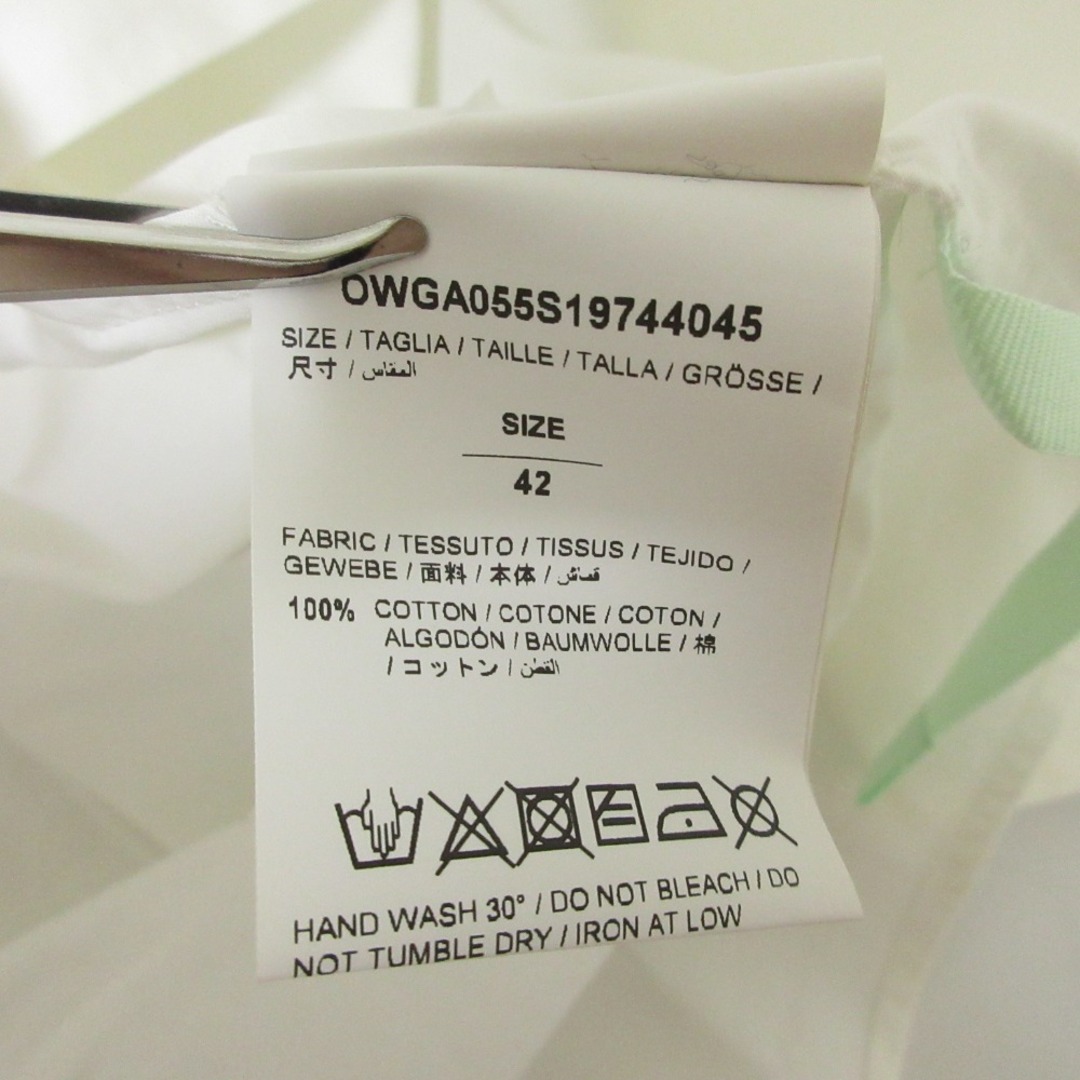 OWGA055S19744045
SIZE / TAGLIA / TAILLE / TALLA / GRÖSSE /
尺寸 / المقاس
SIZE
42
FABRIC / TESSUTO / TISSUS / TEJIDO /
GEWEBE / 面料 / 本体 / قماش
100% COTTON / COTONE / COTON /
ALGODÓN / BAUMWOLLE / 棉
/ コットン / القطن
HAND WASH 30° / DO NOT BLEACH / DO
NOT TUMBLE DRY / IRON AT LOW